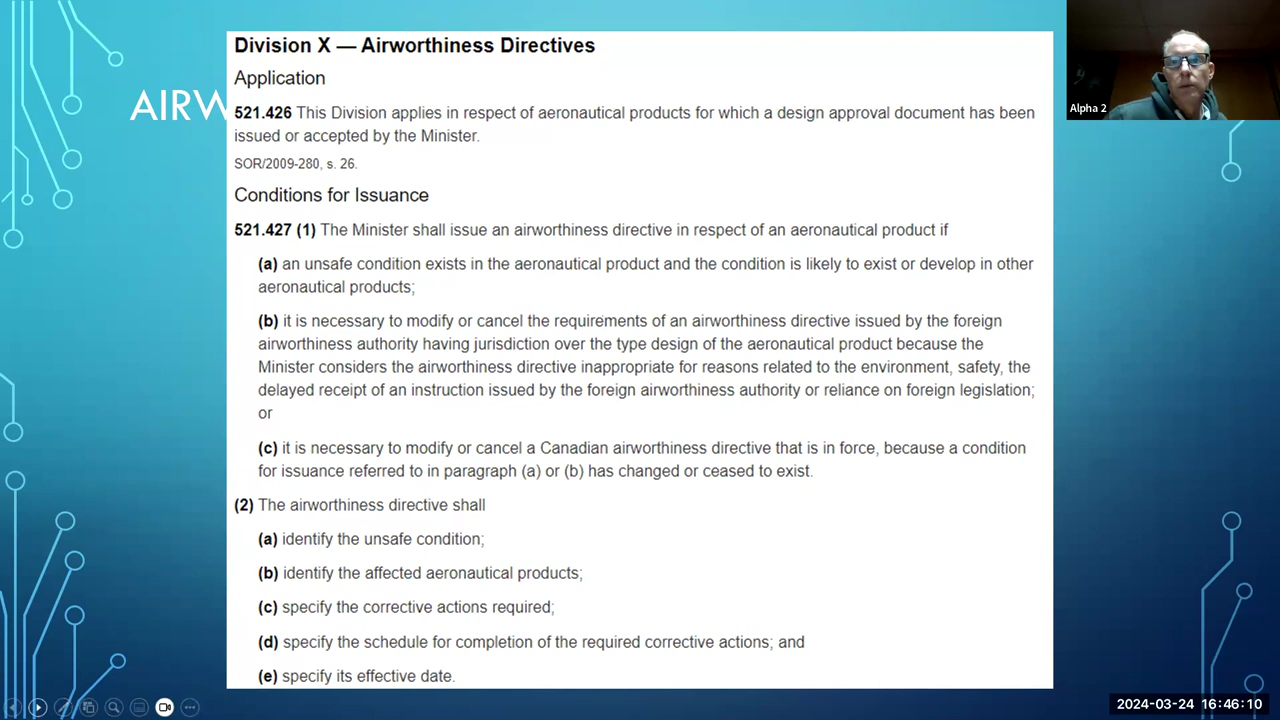 Division X — Airworthiness Directives
Application
AIRW
521.426 This Division applies in respect of aeronautical products for which a design approval document has been
issued or accepted by the Minister.
SOR/2009-280, s. 26.
Conditions for Issuance
521.427 (1) The Minister shall issue an airworthiness directive in respect of an aeronautical product if
(a) an unsafe condition exists in the aeronautical product and the condition is likely to exist or develop in other
aeronautical products;
(b) it is necessary to modify or cancel the requirements of an airworthiness directive issued by the foreign
airworthiness authority having jurisdiction over the type design of the aeronautical product because the
Minister considers the airworthiness directive inappropriate for reasons related to the environment, safety, the
delayed receipt of an instruction issued by the foreign airworthiness authority or reliance on foreign legislation;
or
(c) it is necessary to modify or cancel a Canadian airworthiness directive that is in force, because a condition
for issuance referred to in paragraph (a) or (b) has changed or ceased to exist.
(2) The airworthiness directive shall
(a) identify the unsafe condition;
(b) identify the affected aeronautical products;
(c) specify the corrective actions required;
(d) specify the schedule for completion of the required corrective actions; and
(e) specify its effective date.
Alpha 2
2024-03-24 16:46:10